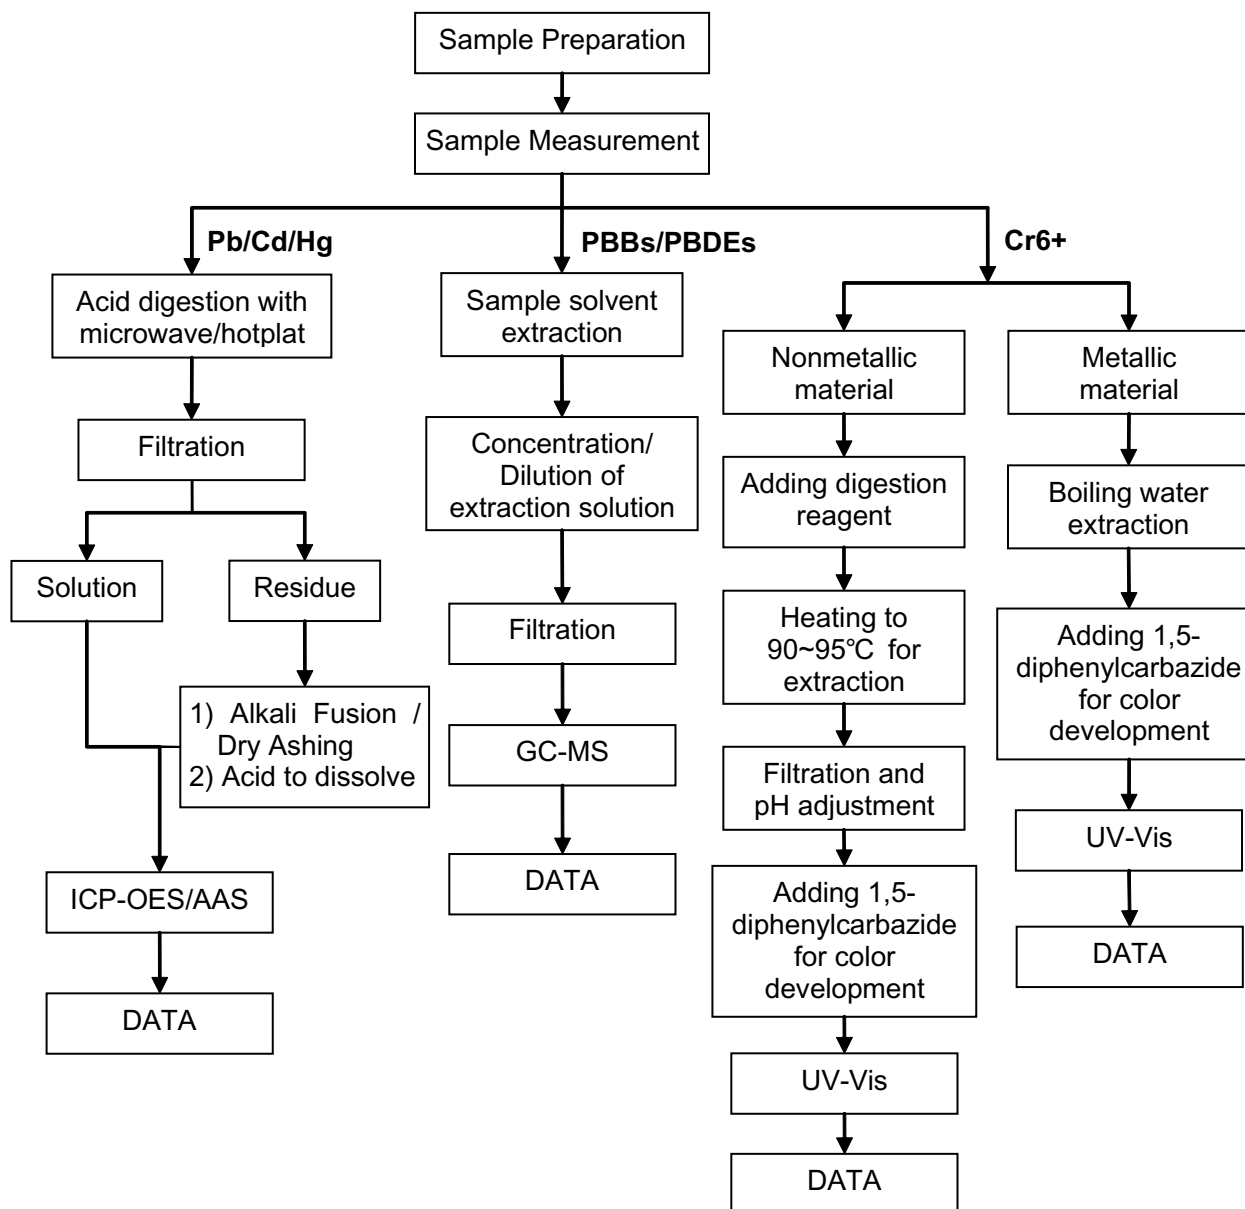 Sample Preparation
Sample Measurement
Pb/Cd/Hg
PBBs/PBDEs
Cr6+
Acid digestion with
microwave/hotplat
Filtration
Solution
Residue
1) Alkali Fusion /
Dry Ashing
2) Acid to dissolve
ICP-OES/AAS
DATA
Sample solvent
extraction
Concentration/
Dilution of
extraction solution
Filtration
GC-MS
DATA
Nonmetallic
material
Adding digestion
reagent
Heating to
90~95℃ for
extraction
Filtration and
pH adjustment
Adding 1,5-
diphenylcarbazide
for color
development
UV-Vis
DATA
Metallic
material
Boiling water
extraction
Adding 1,5-
diphenylcarbazide
for color
development
UV-Vis
DATA